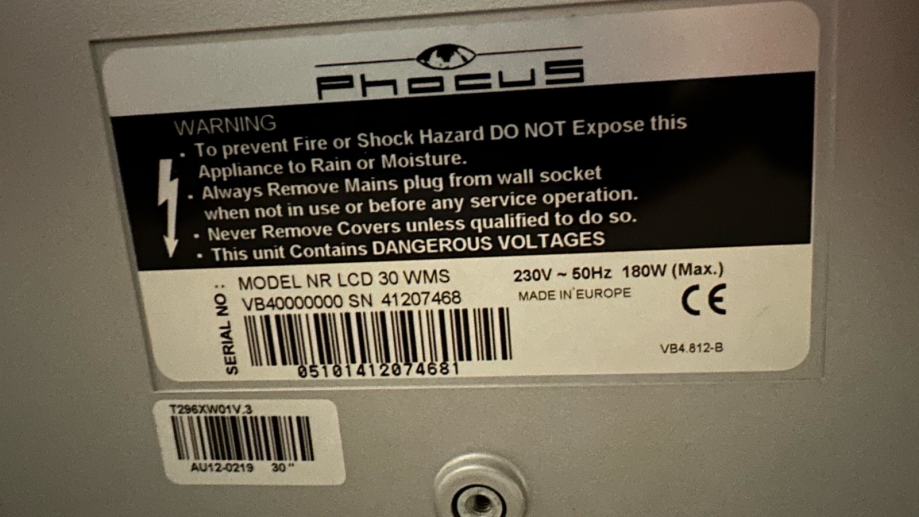 PhocuS
WARNING
• To prevent Fire or Shock Hazard DO NOT Expose this
Appliance to Rain or Moisture.
• Always Remove Mains plug from wall socket
when not in use or before any service operation.
• Never Remove Covers unless qualified to do so.
• This unit Contains DANGEROUS VOLTAGES
SERIAL NO.:
MODEL NR LCD 30 WMS
VB40000000 SN 41207468
05101412074681
230V ~ 50Hz 180W (Max.)
MADE IN EUROPE
CE
VB4.812-B
T296XW01V.3
AU12-0219 30"